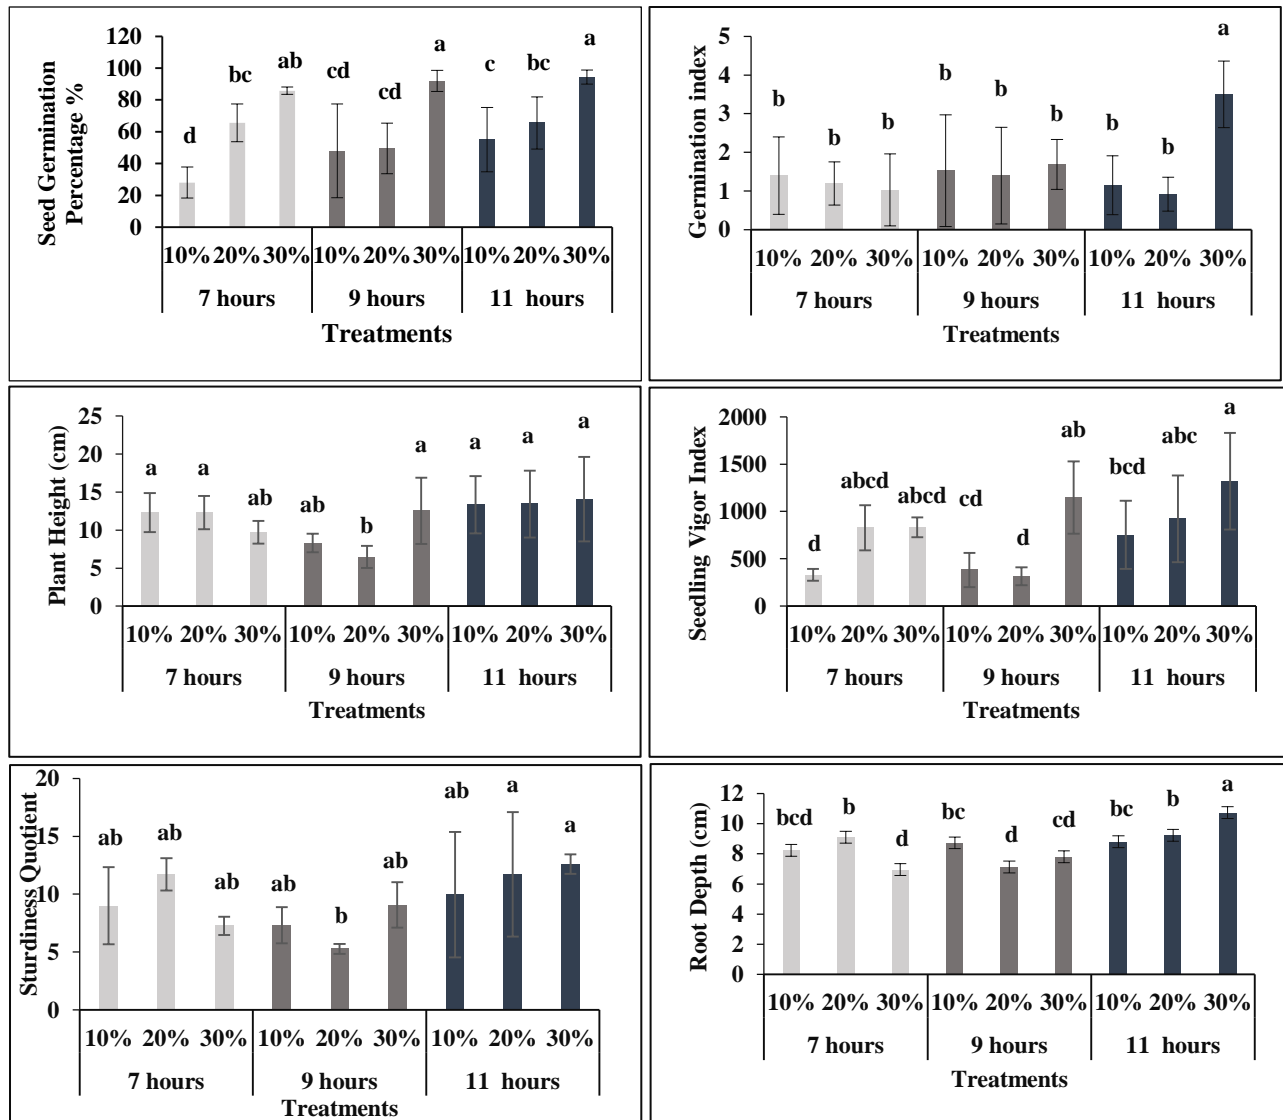 Seed Germination
Percentage %
120
100
80
60
40
20
0
d
bc
ab
cd
cd
a
c
bc
a
10% 20% 30% 10% 20% 30% 10% 20% 30%
7 hours 9 hours 11 hours
Treatments
Germination index
5
4
3
2
1
0
b
b
b
b
b
b
b
b
a
10% 20% 30% 10% 20% 30% 10% 20% 30%
7 hours 9 hours 11 hours
Treatments
Plant Height (cm)
25
20
15
10
5
0
a
a
ab
ab
b
a
a
a
a
10% 20% 30% 10% 20% 30% 10% 20% 30%
7 hours 9 hours 11 hours
Treatments
Seedling Vigor Index
2000
1500
1000
500
0
d
abcd
abcd
cd
d
ab
bcd
abc
a
10% 20% 30% 10% 20% 30% 10% 20% 30%
7 hours 9 hours 11 hours
Treatments
Sturdiness Quotient
20
15
10
5
0
ab
ab
ab
ab
b
ab
ab
a
a
10% 20% 30% 10% 20% 30% 10% 20% 30%
7 hours 9 hours 11 hours
Treatments
Root Depth (cm)
12
10
8
6
4
2
0
bcd
b
d
bc
d
cd
bc
b
a
10% 20% 30% 10% 20% 30% 10% 20% 30%
7 hours 9 hours 11 hours
Treatments